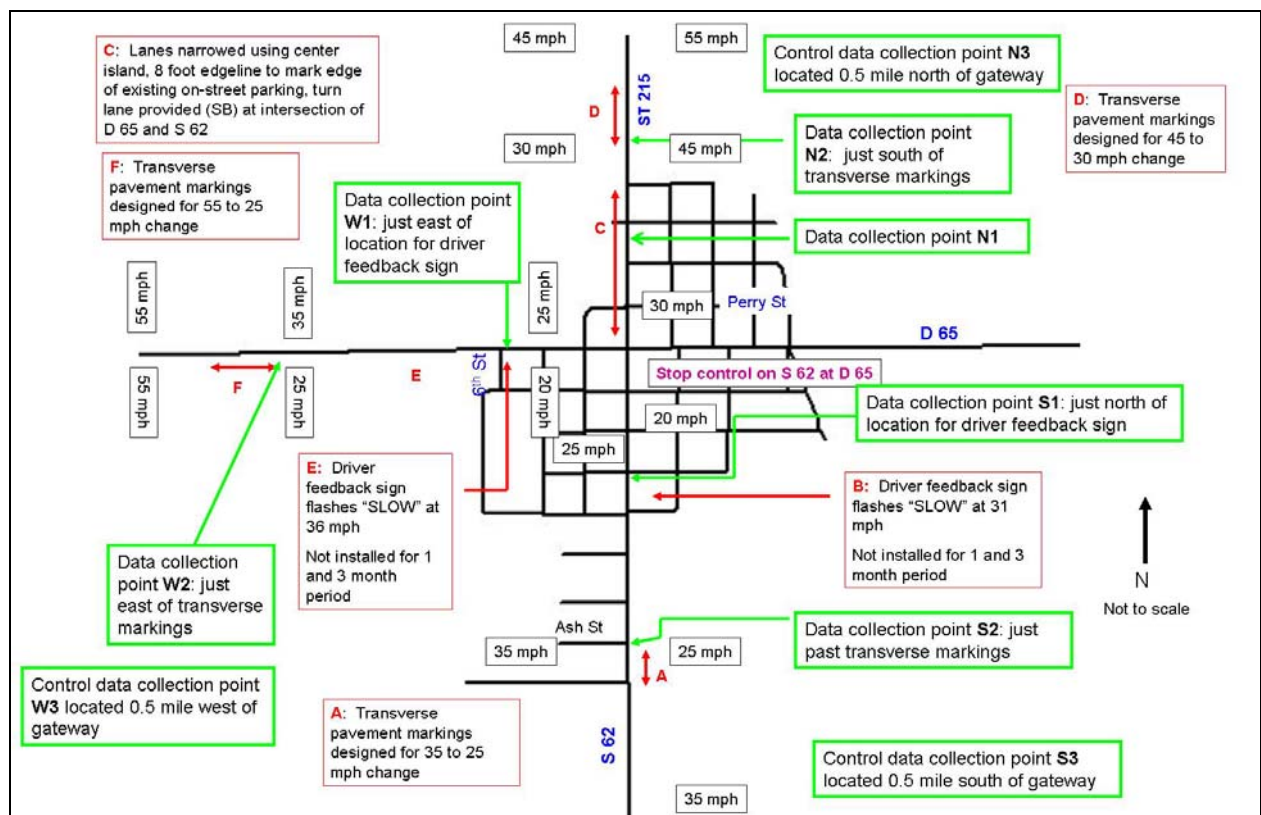 C: Lanes narrowed using center
island, 8 foot edgeline to mark edge
of existing on-street parking, turn
lane provided (SB) at intersection of
D 65 and S 62
45 mph
55 mph
Control data collection point N3
located 0.5 mile north of gateway
ST 215
D
D: Transverse
pavement markings
designed for 45 to
30 mph change
30 mph
45 mph
Data collection point
N2: just south of
transverse markings
F: Transverse
pavement markings
designed for 55 to 25
mph change
Data collection point
W1: just east of
location for driver
feedback sign
C
Data collection point N1
55 mph
35 mph
25 mph
30 mph
Perry St
D 65
55 mph
F
25 mph
E
6th St
20 mph
Stop control on S 62 at D 65
20 mph
Data collection point S1: just north of
location for driver feedback sign
25 mph
E: Driver
feedback sign
flashes “SLOW” at
36 mph
Not installed for 1
and 3 month
period
B: Driver feedback sign
flashes “SLOW” at 31
mph
Not installed for 1 and 3
month period
N
Not to scale
Data collection
point W2: just
east of transverse
markings
Ash St
35 mph
25 mph
A
Data collection point S2: just
past transverse markings
Control data collection point
W3 located 0.5 mile west of
gateway
A: Transverse
pavement markings
designed for 35 to 25
mph change
S 62
Control data collection point S3
located 0.5 mile south of gateway
35 mph